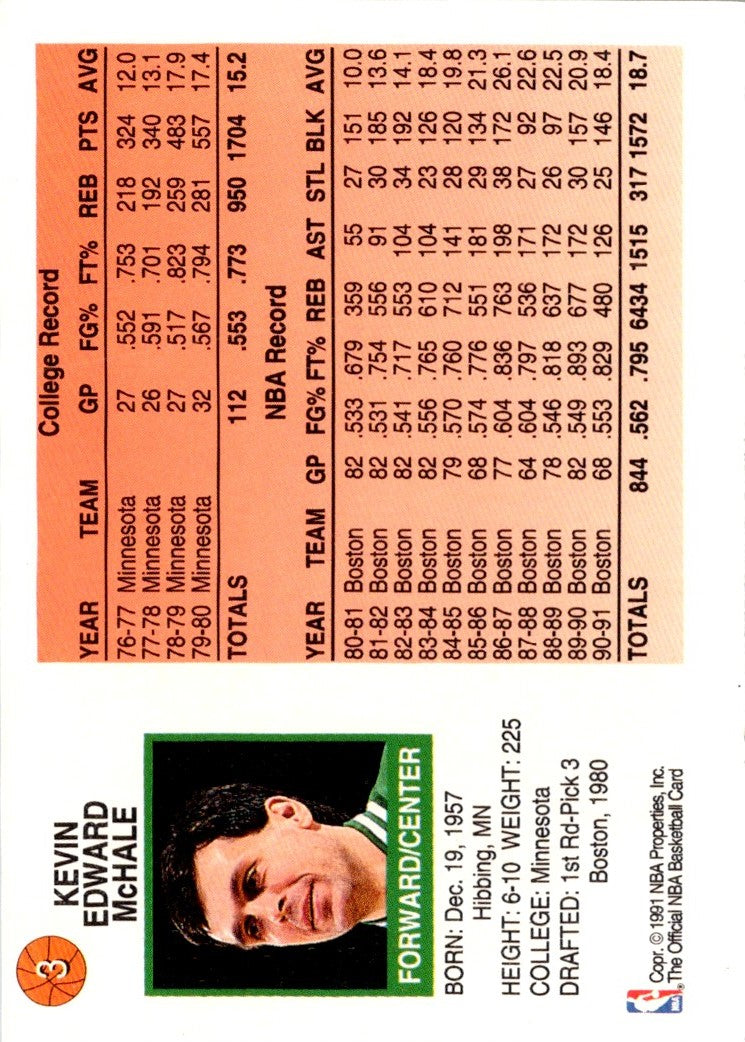 3
KEVIN
EDWARD
McHALE
FORWARD/CENTER
BORN: Dec. 19, 1957
Hibbing, MN
HEIGHT: 6-10 WEIGHT: 225
COLLEGE: Minnesota
DRAFTED: 1st Rd-Pick 3
Boston, 1980
NBA
Copr. © 1991 NBA Properties, Inc.
® The Official NBA Basketball Card
College Record
YEAR TEAM GP FG% FT% REB PTS AVG
76-77 Minnesota 27 .552 .753 218 324 12.0
77-78 Minnesota 26 .591 .701 192 340 13.1
78-79 Minnesota 27 .517 .823 259 483 17.9
79-80 Minnesota 32 .567 .794 281 557 17.4
TOTALS 112 .553 .773 950 1704 15.2
NBA Record
YEAR TEAM GP FG% FT% REB AST STL BLK AVG
80-81 Boston 82 .533 .679 359 55 27 151 10.0
81-82 Boston 82 .531 .754 556 91 30 185 13.6
82-83 Boston 82 .541 .717 553 104 34 192 14.1
83-84 Boston 82 .556 .765 610 104 23 126 18.4
84-85 Boston 79 .570 .760 712 141 28 120 19.8
85-86 Boston 68 .574 .776 551 181 29 134 21.3
86-87 Boston 77 .604 .836 763 198 38 172 26.1
87-88 Boston 64 .604 .797 536 171 27 92 22.6
88-89 Boston 78 .546 .818 637 172 26 97 22.5
89-90 Boston 82 .549 .893 677 172 30 157 20.9
90-91 Boston 68 .553 .829 480 126 25 146 18.4
TOTALS 844 .562 .795 6434 1515 317 1572 18.7